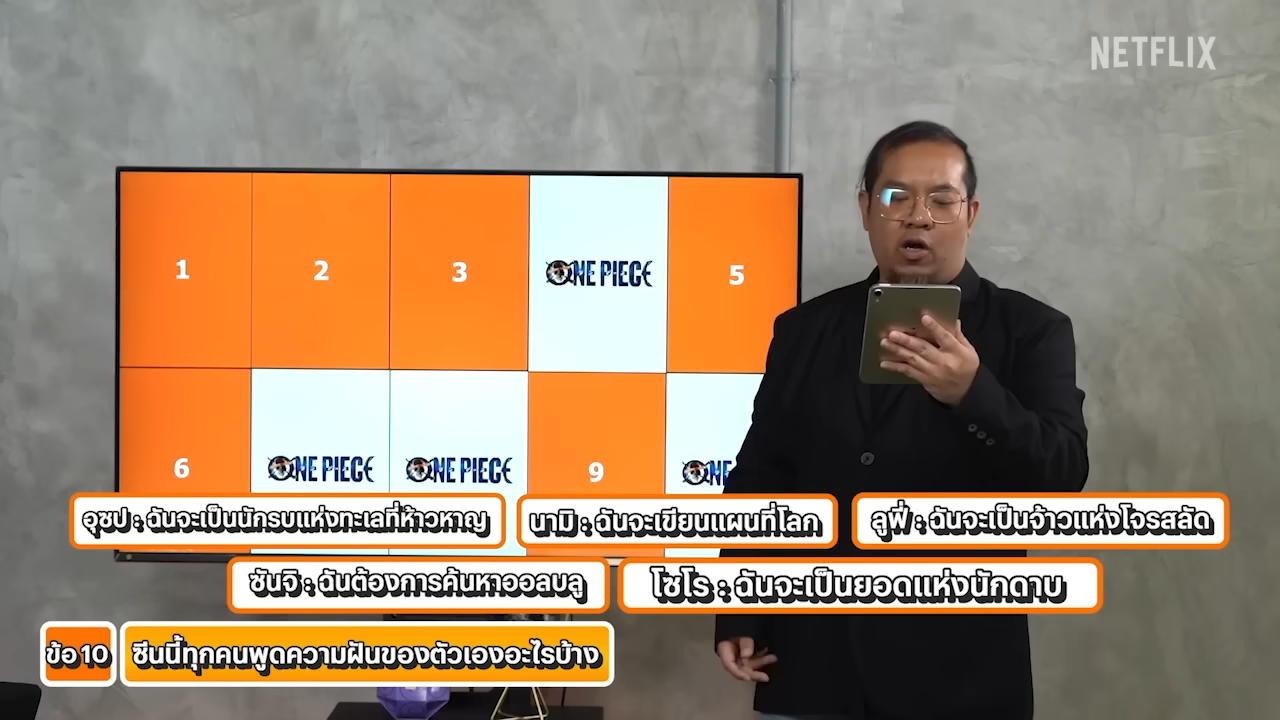 NETFLIX
1
2
3
ONE PIECE
5
6
ONE PIECE
ONE PIECE
9
อุซป : ฉันจะเป็นนักรบแห่งทะเลที่ห้าวหาญ
นามิ : ฉันจะเขียนแผนที่โลก
ลูฟี่ : ฉันจะเป็นจ้าวแห่งโจรสลัด
ซันจิ : ฉันต้องการค้นหาออลบลู
โซโร : ฉันจะเป็นยอดแห่งนักดาบ
ข้อ 10
ซีนนี้ทุกคนพูดความฝันของตัวเองอะไรบ้าง